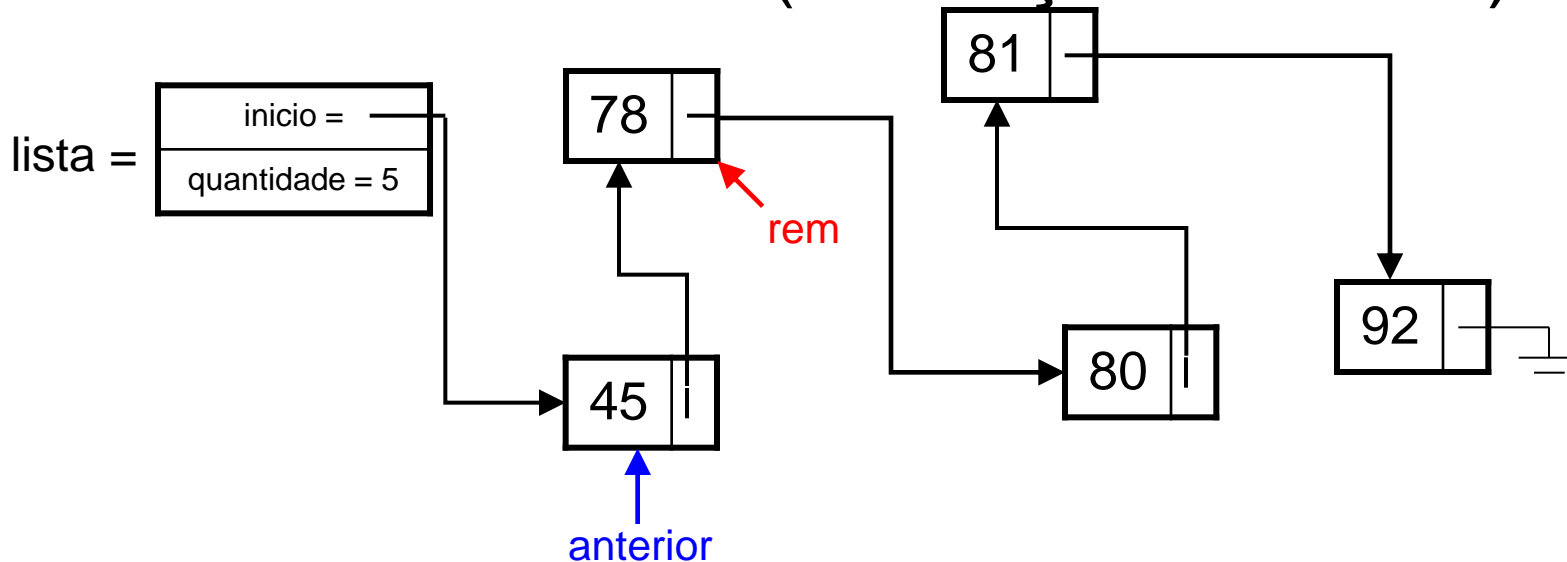 lista =
inicio =
quantidade = 5
78
rem
45
anterior
81
80
92